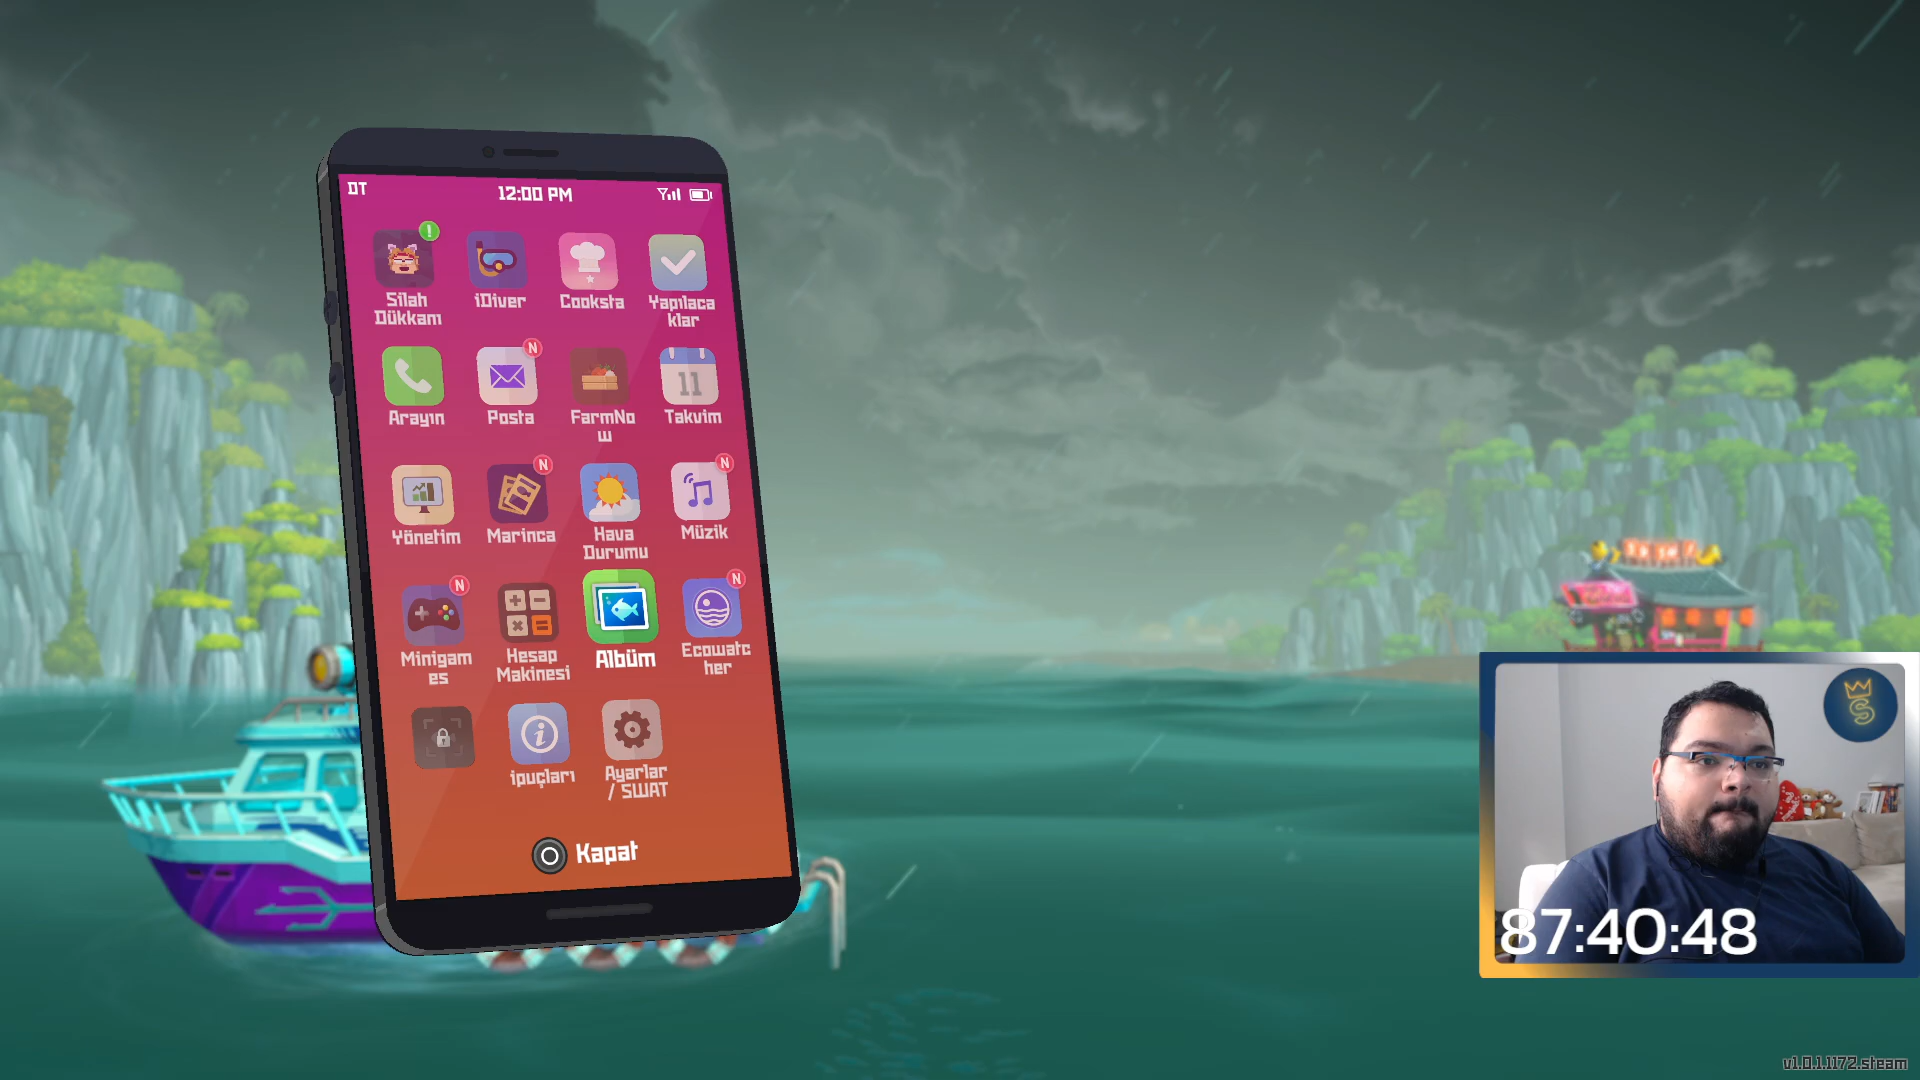 DT
12:00 PM
!
Silah
Dükkanı
iDiver
Cooksta
Yapılaca
klar
Arayın
N
Posta
FarmNo
w
11
Takvim
Yönetim
N
Marinca
Hava
Durumu
N
Müzik
N
Minigam
es
Hesap
Makinesi
Albüm
N
Ecowatc
her
ipuçları
Ayarlar
/ SWAT
Kapat
S
87:40:48
v1.0.1.1172.steam